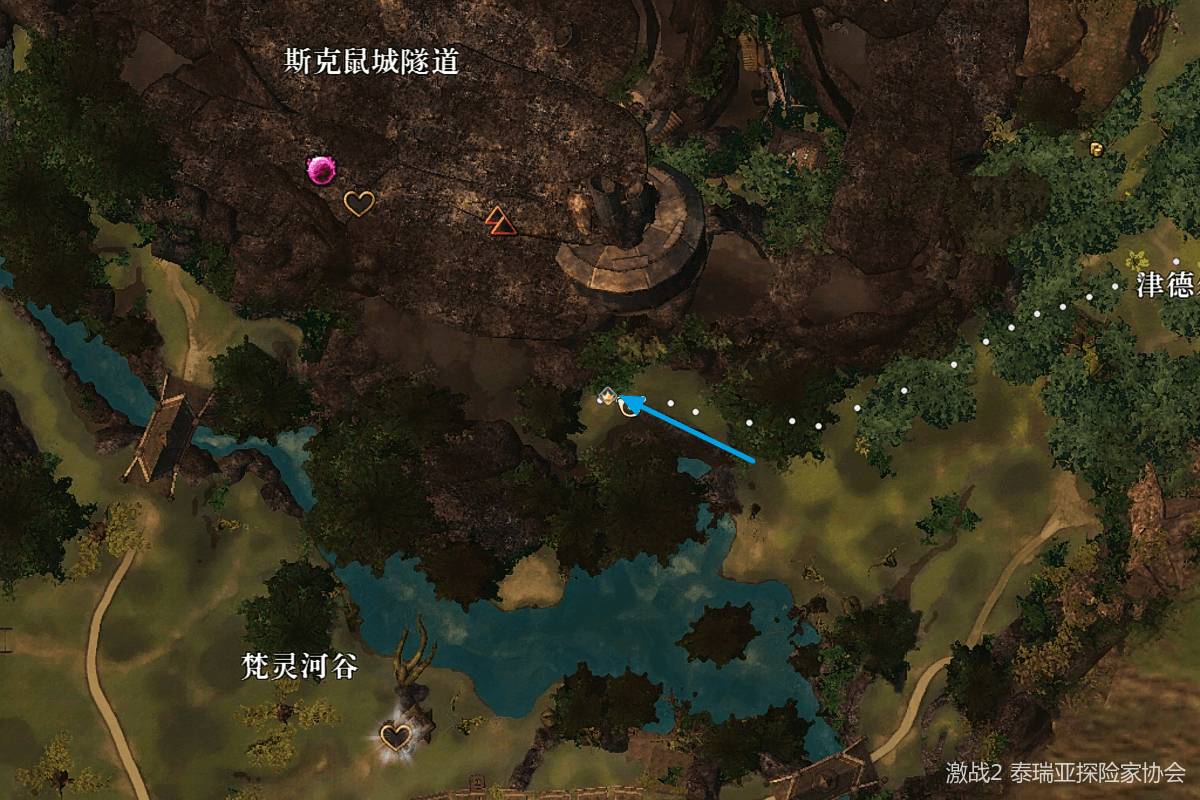 斯克鼠城隧道
津德
梵灵河谷
激战2 泰瑞亚探险家协会